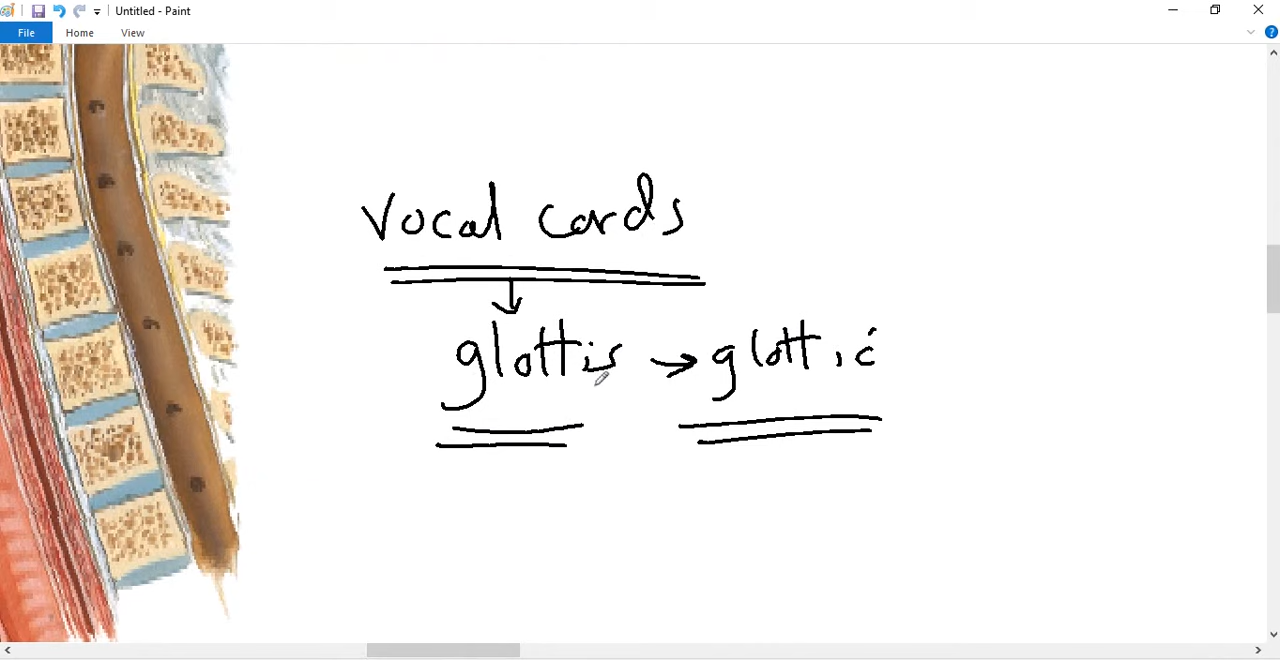 Untitled - Paint
File Home View
Vocal cords
glottis → glottic